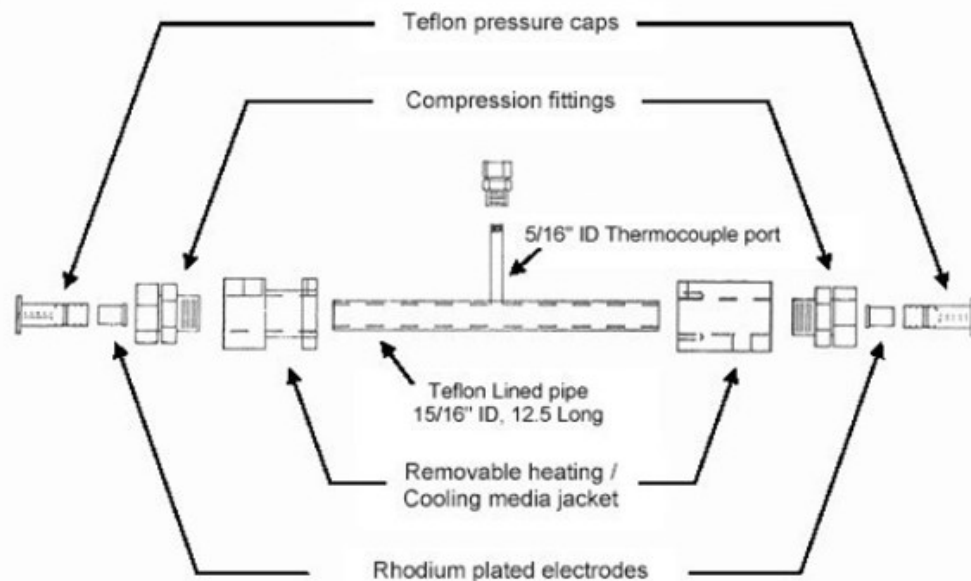 Teflon pressure caps
Compression fittings
5/16" ID Thermocouple port
Teflon Lined pipe
15/16" ID, 12.5 Long
Removable heating /
Cooling media jacket
Rhodium plated electrodes